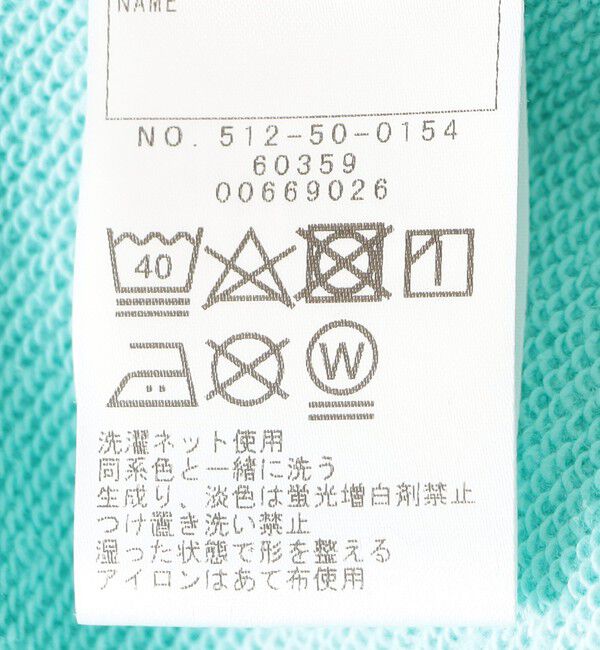 NAME
NO. 512-50-0154
60359
00669026
40
W
洗濯ネット使用
同系色と一緒に洗う
生成り、淡色は蛍光増白剤禁止
つけ置き洗い禁止
湿った状態で形を整える
アイロンはあて布使用